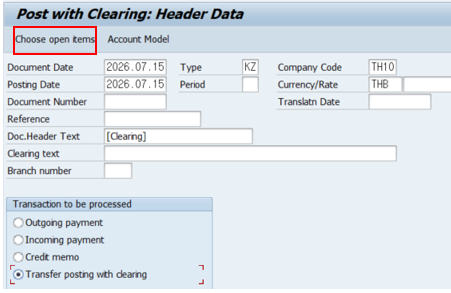 Post with Clearing: Header Data
Choose open items Account Model
Document Date 2026.07.15 Type KZ Company Code TH10
Posting Date 2026.07.15 Period Currency/Rate THB
Document Number Translatn Date
Reference
Doc.Header Text [Clearing]
Clearing text
Branch number
Transaction to be processed
Outgoing payment
Incoming payment
Credit memo
Transfer posting with clearing